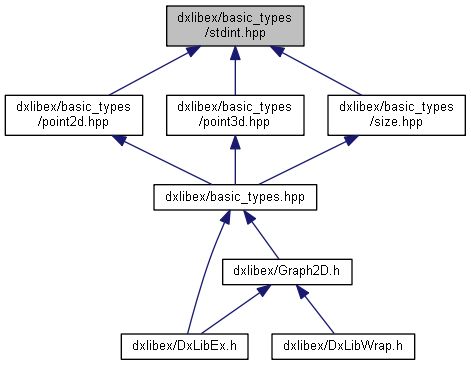 dxlibex/basic_types
/stdint.hpp
dxlibex/basic_types
/point2d.hpp
dxlibex/basic_types
/point3d.hpp
dxlibex/basic_types
/size.hpp
dxlibex/basic_types.hpp
dxlibex/Graph2D.h
dxlibex/DxLibEx.h
dxlibex/DxLibWrap.h